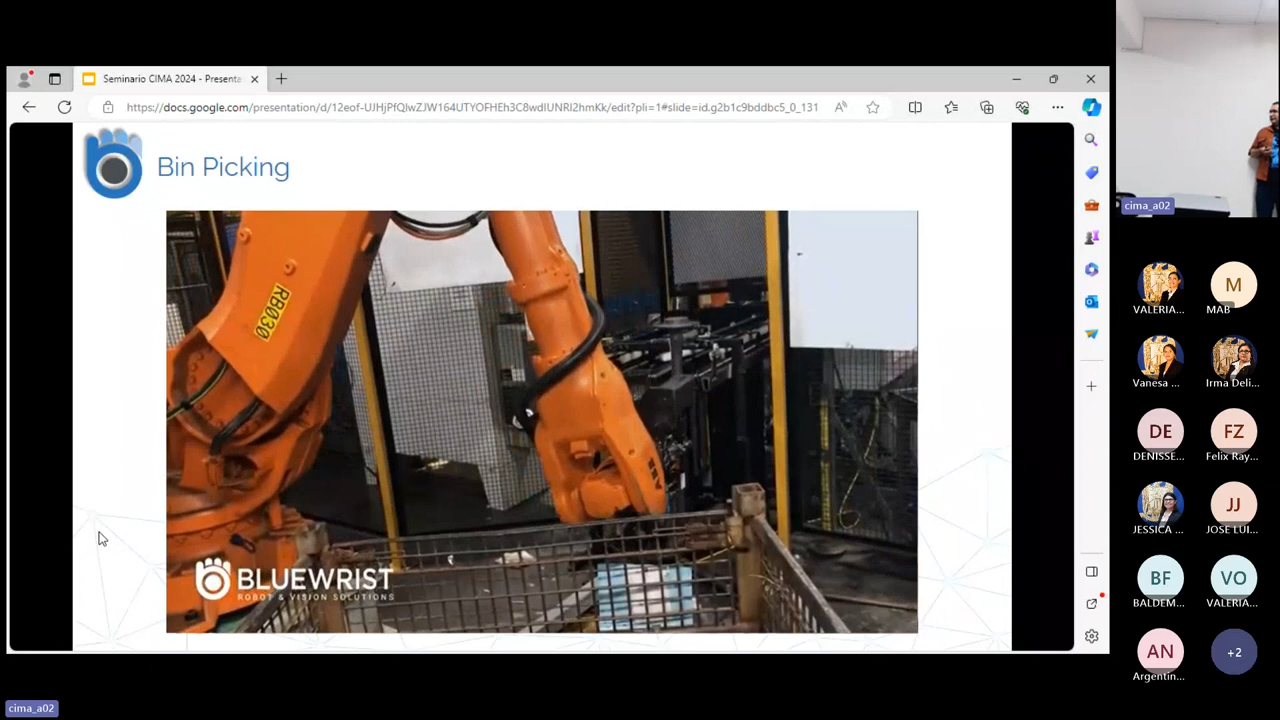 Seminario CIMA 2024 - Presenta
https://docs.google.com/presentation/d/12eof-UJHjPfQlwZJW164UTYOFHEh3C8wdIUNRI2hmKk/edit?pli=1#slide=id.g2b1c9bddbc5_0_131
Bin Picking
RB030
BLUEWRIST
ROBOT & VISION SOLUTIONS
cima_a02
VALERIA...
M
MAB
Vanesa ...
Irma Deli...
DE
DENISSE...
FZ
Felix Ray...
JESSICA ...
JJ
JOSE LUI...
BF
BALDEM...
VO
VALERIA...
AN
Argentin...
+2
cima_a02